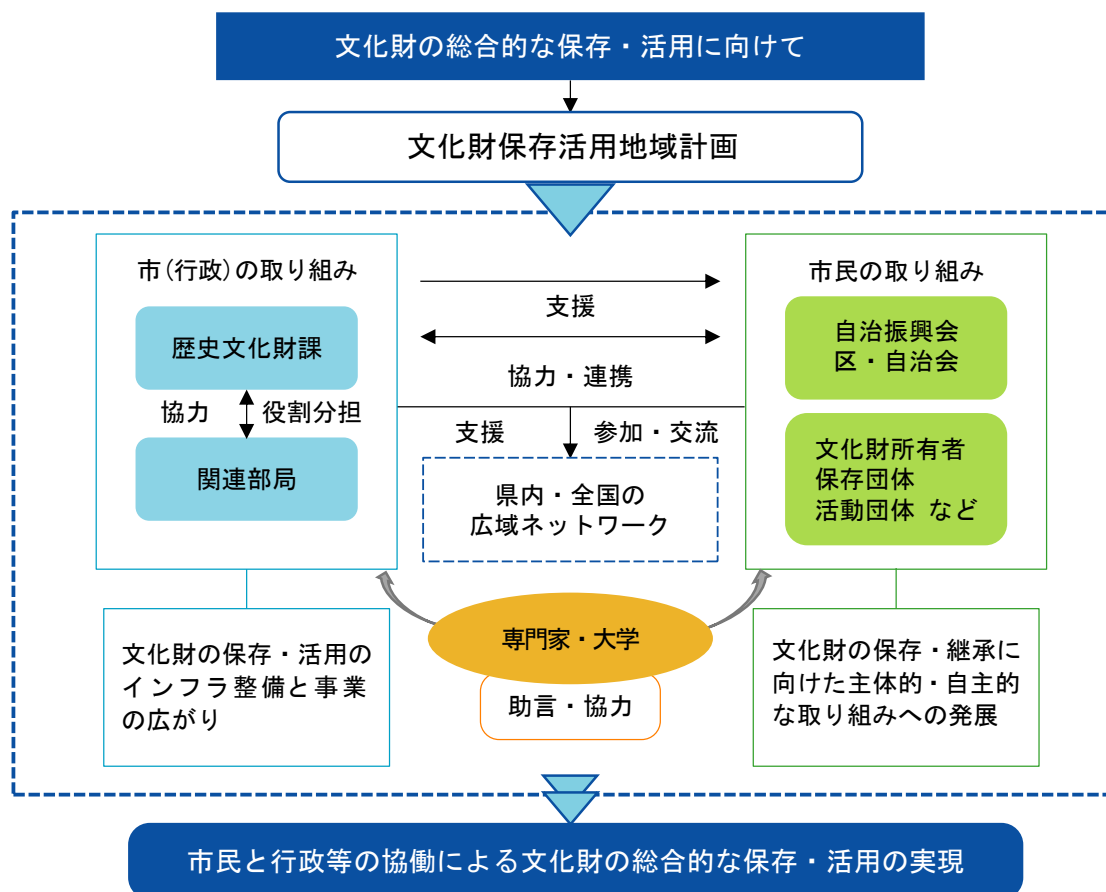 文化財の総合的な保存・活用に向けて
文化財保存活用地域計画
市(行政)の取り組み
歴史文化財課
協力
役割分担
関連部局
支援
協力・連携
支援
参加・交流
県内・全国の
広域ネットワーク
市民の取り組み
自治振興会
区・自治会
文化財所有者
保存団体
活動団体 など
専門家・大学
助言・協力
文化財の保存・活用の
インフラ整備と事業
の広がり
文化財の保存・継承に
向けた主体的・自主的
な取り組みへの発展
市民と行政等の協働による文化財の総合的な保存・活用の実現